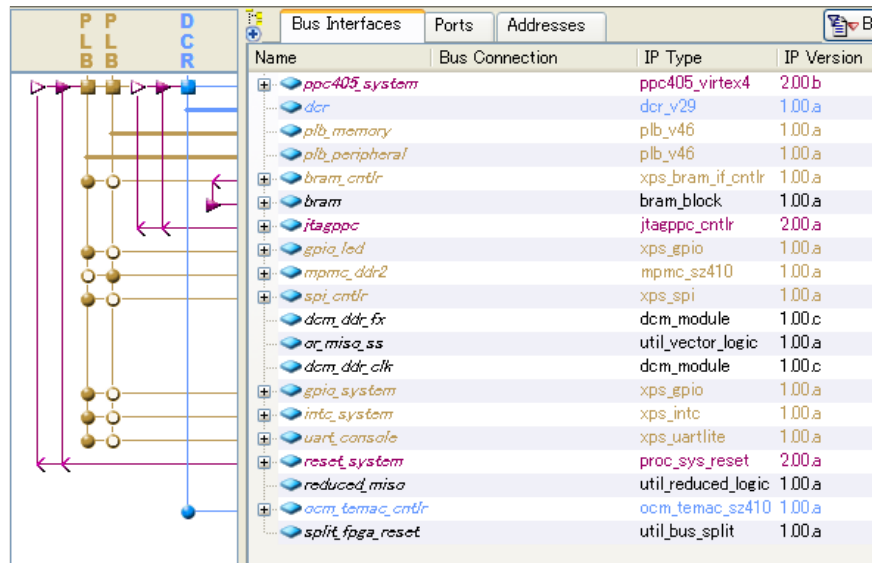 PLB PLB DCR
Bus Interfaces Ports Addresses B
Name Bus Connection IP Type IP Version
ppc405_system ppc405_virtex4 2.00.b
dcr dcr_v29 1.00.a
plb_memory plb_v46 1.00.a
plb_peripheral plb_v46 1.00.a
bram_cntlr xps_bram_if_cntlr 1.00.a
bram bram_block 1.00.a
jtagppc jtagppc_cntlr 2.00.a
gpio_led xps_gpio 1.00.a
mpmc_ddr2 mpmc_sz410 1.00.a
spi_cntlr xps_spi 1.00.a
dcm_ddr_fx dcm_module 1.00.c
or_miso_ss util_vector_logic 1.00.a
dcm_ddr_clk dcm_module 1.00.c
gpio_system xps_gpio 1.00.a
intc_system xps_intc 1.00.a
uart_console xps_uartlite 1.00.a
reset_system proc_sys_reset 2.00.a
reduced_miso util_reduced_logic 1.00.a
ocm_temac_cntlr ocm_temac_sz410 1.00.a
split_fpga_reset util_bus_split 1.00.a